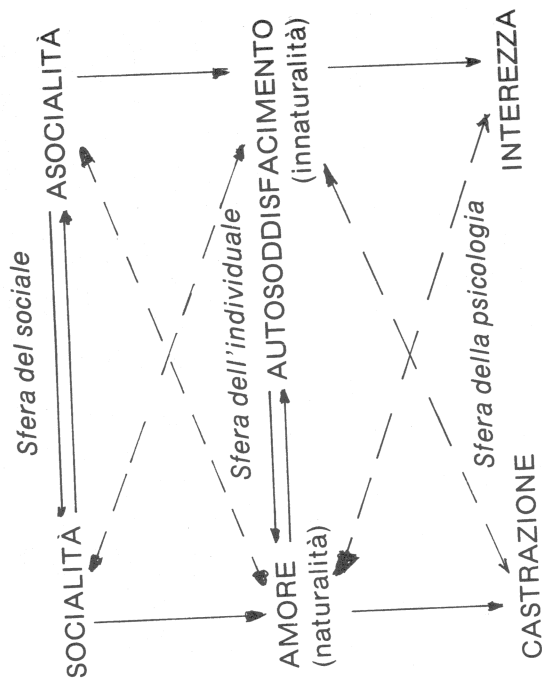 Sfera del sociale
SOCIALITÀ
ASOCIALITÀ
Sfera dell'individuale
AMORE
(naturalità)
AUTOSODDISFACIMENTO
(innaturalità)
Sfera della psicologia
CASTRAZIONE
INTEREZZA